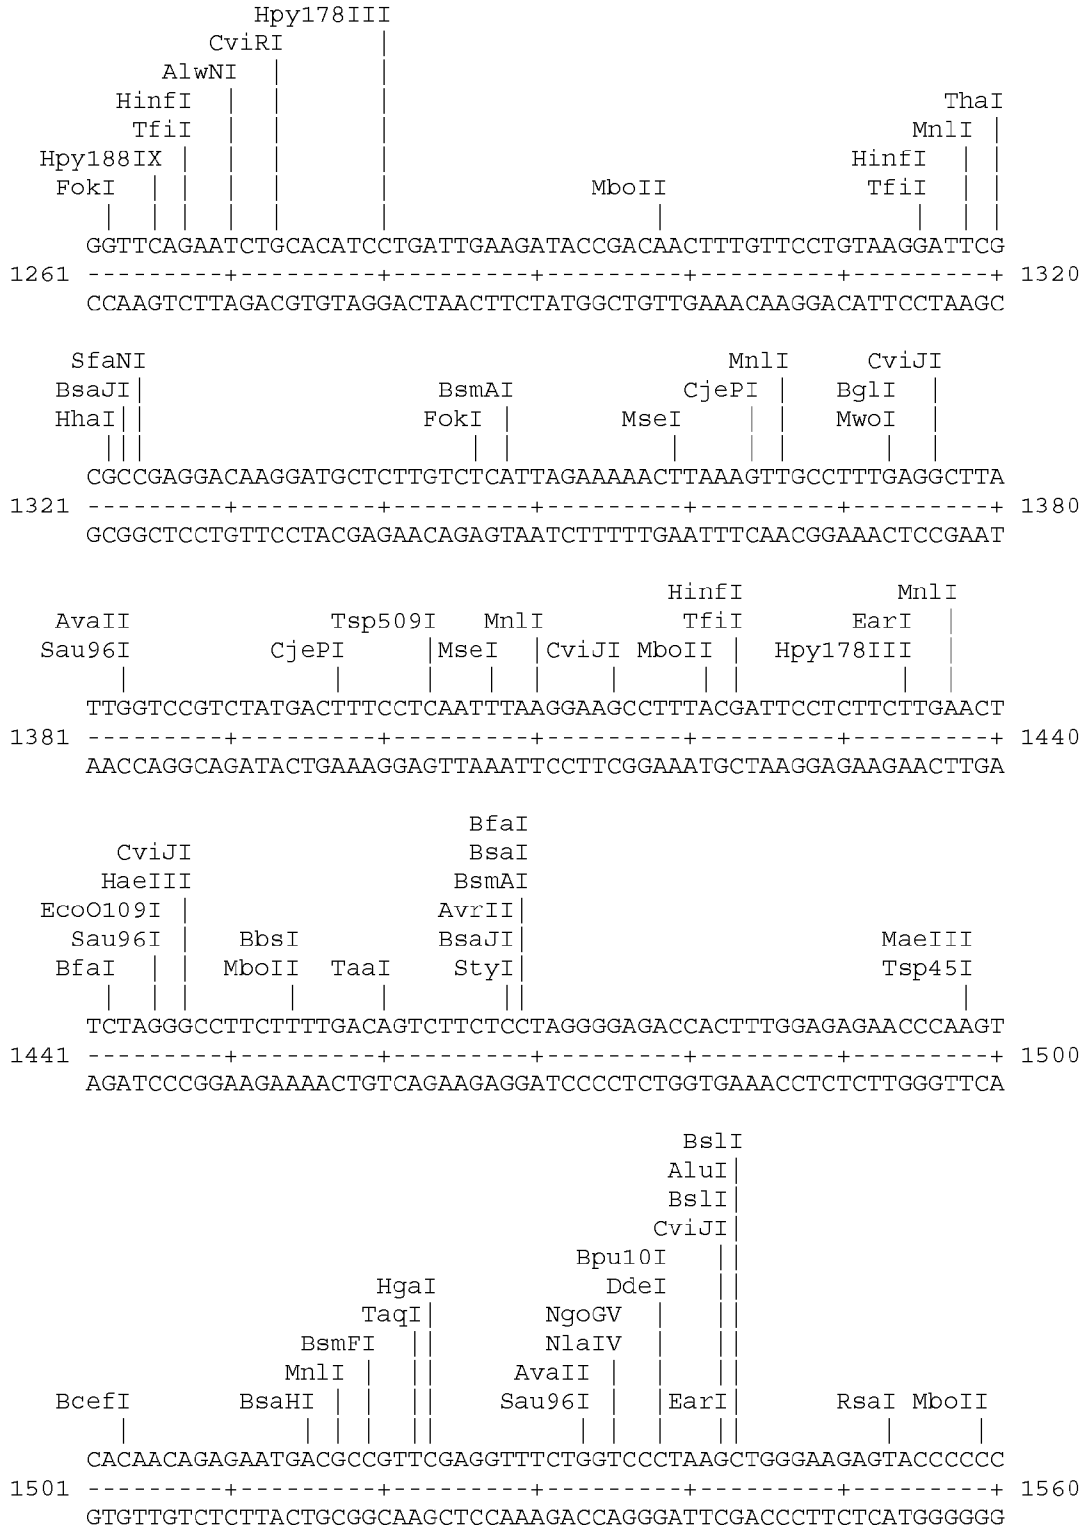 Hpy178III
CviRI
AlwNI
HinfI ThaI
TfiI MnlI
Hpy188IX HinfI
FokI MboII TfiI
GGTTCAGAATCTGCACATCCTGATTGAAGATACCGACAACTTTGTTCCTGTAAGGATTCG
1261 ---------+---------+---------+---------+---------+---------+ 1320
CCAAGTCTTAGACGTGTAGGACTAACTTCTATGGCTGTTGAAACAAGGACATTCCTAAGC
SfaNI MnlI CviJI
BsaJI BsmAI CjePI BglI
HhaI FokI MseI MwoI
CGCCGAGGACAAGGATGCTCTTGTCTCATTAGAAAAACTTAAAGTTGCCTTTGAGGCTTA
1321 ---------+---------+---------+---------+---------+---------+ 1380
GCGGCTCCTGTTCCTACGAGAACAGAGTAATCTTTTTGAATTTCAACGGAAACTCCGAAT
HinfI MnlI
AvaII Tsp509I MnlI TfiI EarI
Sau96I CjePI MseI CviJI MboII Hpy178III
TTGGTCCGTCTATGACTTTCCTCAATTTAAGGAAGCCTTTACGATTCCTCTTCTTGAACT
1381 ---------+---------+---------+---------+---------+---------+ 1440
AACCAGGCAGATACTGAAAGGAGTTAAATTCCTTCGGAAATGCTAAGGAGAAGAACTTGA
BfaI
CviJI BsaI
HaeIII BsmAI
EcoO109I AvrII
Sau96I BbsI BsaJI MaeIII
BfaI MboII TaaI StyI Tsp45I
TCTAGGGCCTTCTTTTGACAGTCTTCTCCTAGGGGAGACCACTTTGGAGAGAACCCAAGT
1441 ---------+---------+---------+---------+---------+---------+ 1500
AGATCCCGGAAGAAAACTGTCAGAAGAGGATCCCCTCTGGTGAAACCTCTCTTGGGTTCA
BslI
AluI
BslI
CviJI
Bpu10I
HgaI DdeI
TaqI NgoGV
BsmFI NlaIV
MnlI AvaII
BcefI BsaHI Sau96I EarI RsaI MboII
CACAACAGAGAATGACGCCGTTCGAGGTTTCTGGTCCCTAAGCTGGGAAGAGTACCCCCC
1501 ---------+---------+---------+---------+---------+---------+ 1560
GTGTTGTCTCTTACTGCGGCAAGCTCCAAAGACCAGGGATTCGACCCTTCTCATGGGGGG